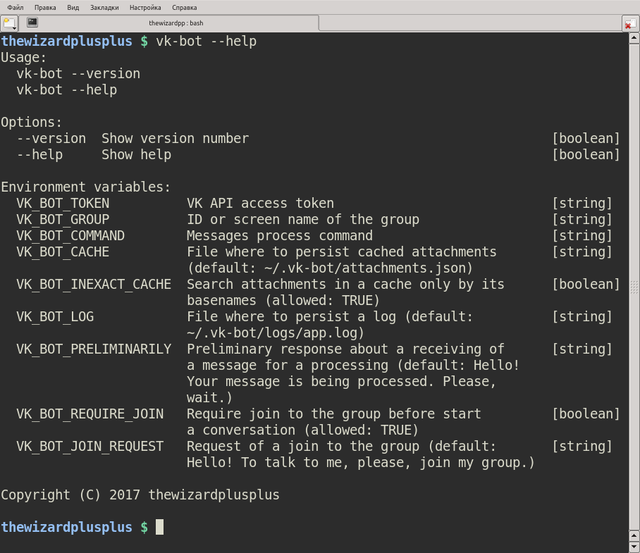 Файл Правка Вид Закладки Настройка Справка
thewizardpp : bash
thewizardplusplus $ vk-bot --help
Usage:
  vk-bot --version
  vk-bot --help

Options:
  --version  Show version number                                       [boolean]
  --help     Show help                                                 [boolean]

Environment variables:
  VK_BOT_TOKEN          VK API access token                            [string]
  VK_BOT_GROUP          ID or screen name of the group                 [string]
  VK_BOT_COMMAND        Messages process command                       [string]
  VK_BOT_CACHE          File where to persist cached attachments       [string]
                        (default: ~/.vk-bot/attachments.json)
  VK_BOT_INEXACT_CACHE  Search attachments in a cache only by its      [boolean]
                        basenames (allowed: TRUE)
  VK_BOT_LOG            File where to persist a log (default:          [string]
                        ~/.vk-bot/logs/app.log)
  VK_BOT_PRELIMINARILY  Preliminary response about a receiving of      [string]
                        a message for a processing (default: Hello!
                        Your message is being processed. Please,
                        wait.)
  VK_BOT_REQUIRE_JOIN   Require join to the group before start         [boolean]
                        a conversation (allowed: TRUE)
  VK_BOT_JOIN_REQUEST   Request of a join to the group (default:       [string]
                        Hello! To talk to me, please, join my group.)

Copyright (C) 2017 thewizardplusplus

thewizardplusplus $